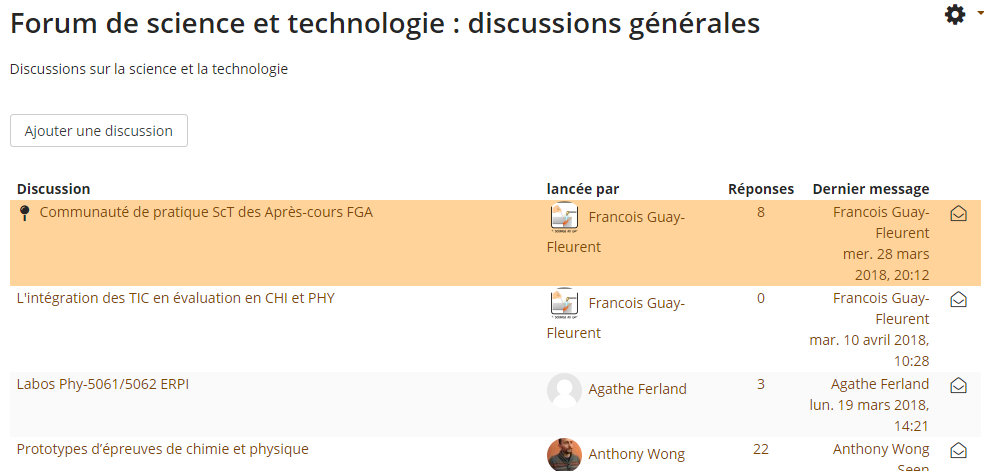 Forum de science et technologie : discussions générales
Discussions sur la science et la technologie
Ajouter une discussion
Discussion lancée par Réponses Dernier message
Communauté de pratique ScT des Après-cours FGA Francois Guay- 8 Francois Guay-
Fleurent Fleurent
mer. 28 mars
2018, 20:12
L'intégration des TIC en évaluation en CHI et PHY Francois Guay- 0 Francois Guay-
Fleurent Fleurent
mar. 10 avril 2018,
10:28
Labos Phy-5061/5062 ERPI Agathe Ferland 3 Agathe Ferland
lun. 19 mars 2018,
14:21
Prototypes d’épreuves de chimie et physique Anthony Wong 22 Anthony Wong
Seen